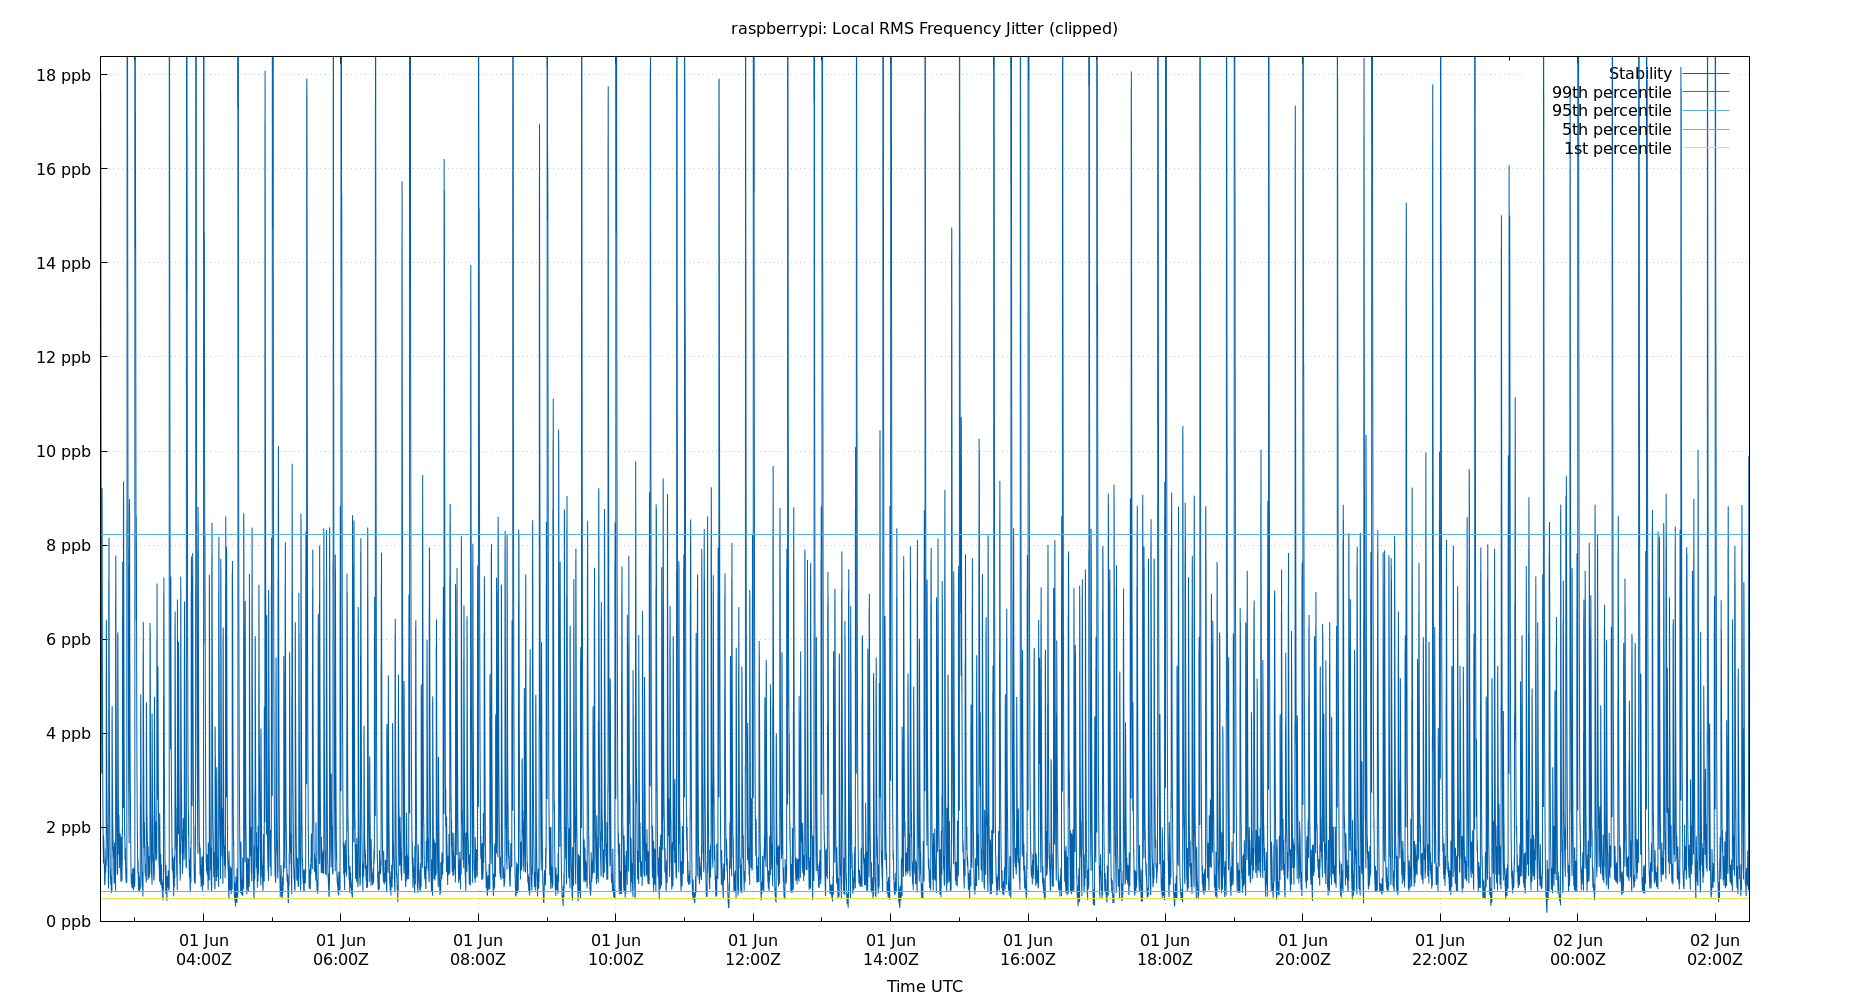 raspberrypi: Local RMS Frequency Jitter (clipped)
18 ppb
16 ppb
14 ppb
12 ppb
10 ppb
8 ppb
6 ppb
4 ppb
2 ppb
0 ppb
Stability
99th percentile
95th percentile
5th percentile
1st percentile
01 Jun 01 Jun 01 Jun 01 Jun 01 Jun 01 Jun 01 Jun 01 Jun 01 Jun 01 Jun 02 Jun 02 Jun
04:00Z 06:00Z 08:00Z 10:00Z 12:00Z 14:00Z 16:00Z 18:00Z 20:00Z 22:00Z 00:00Z 02:00Z
Time UTC